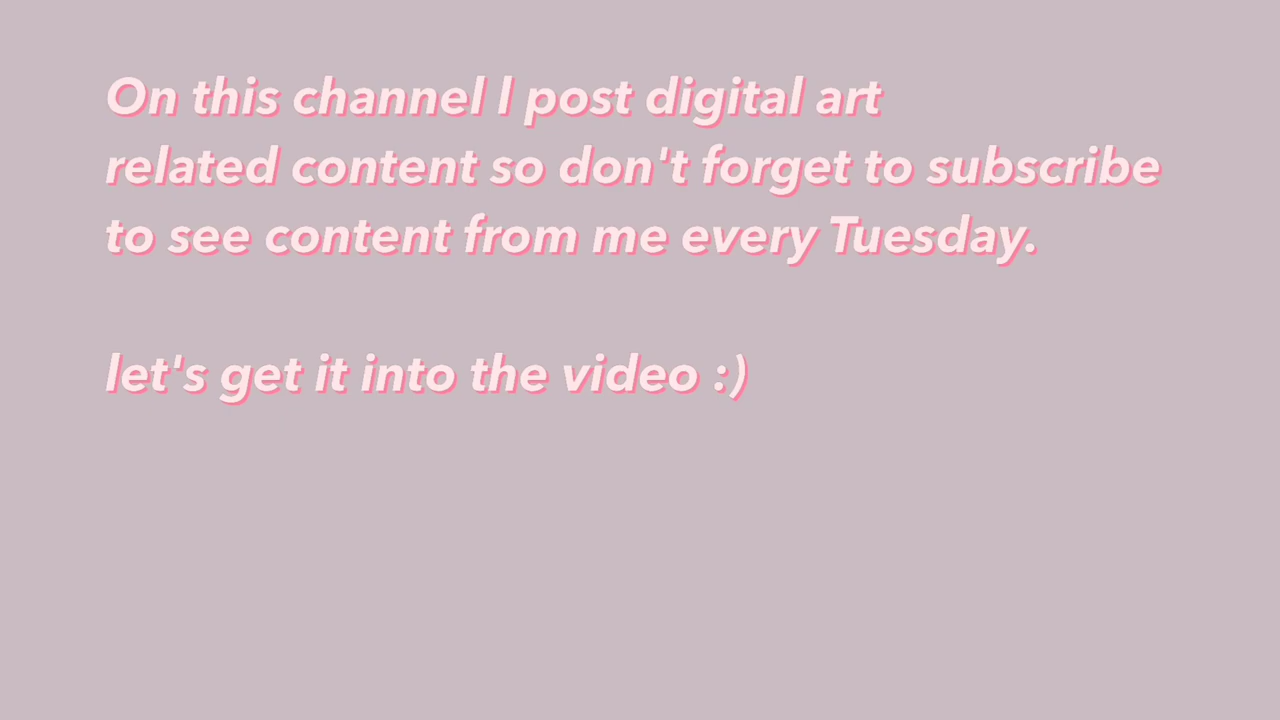 On this channel I post digital art
related content so don't forget to subscribe
to see content from me every Tuesday.
let's get it into the video :)